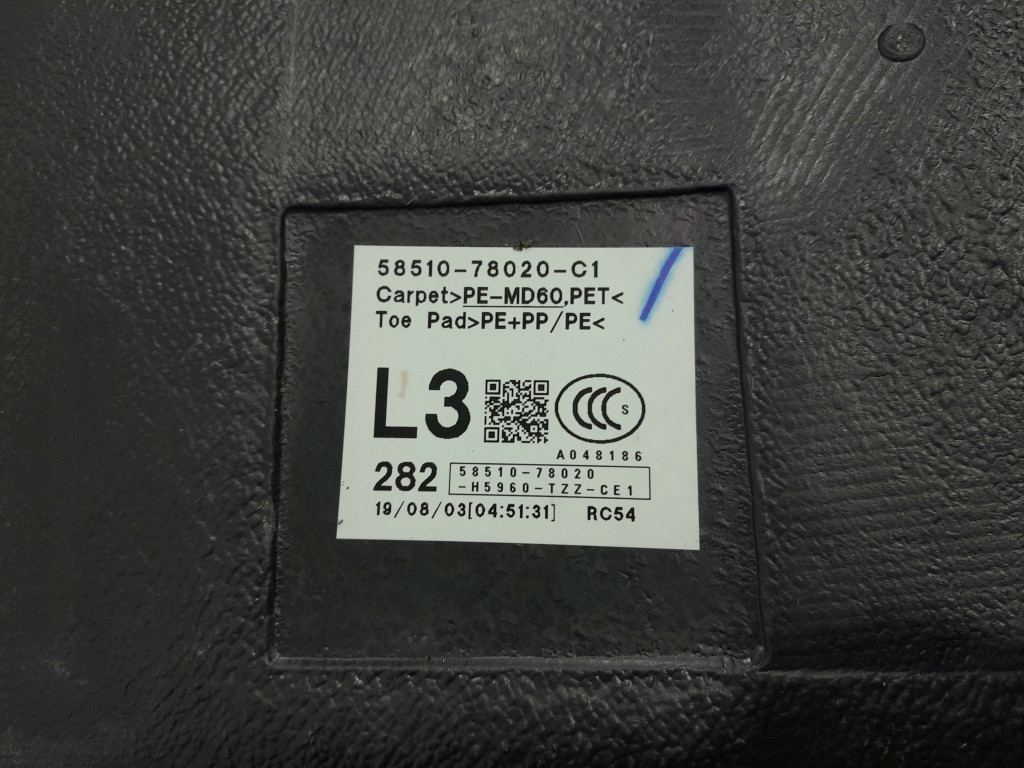 58510-78020-C1
Carpet>PE-MD60,PET<
Toe Pad>PE+PP/PE<
L3
CCC S
A048186
282
58510-78020
-H5960-TZZ-CE1
19/08/03[04:51:31] RC54